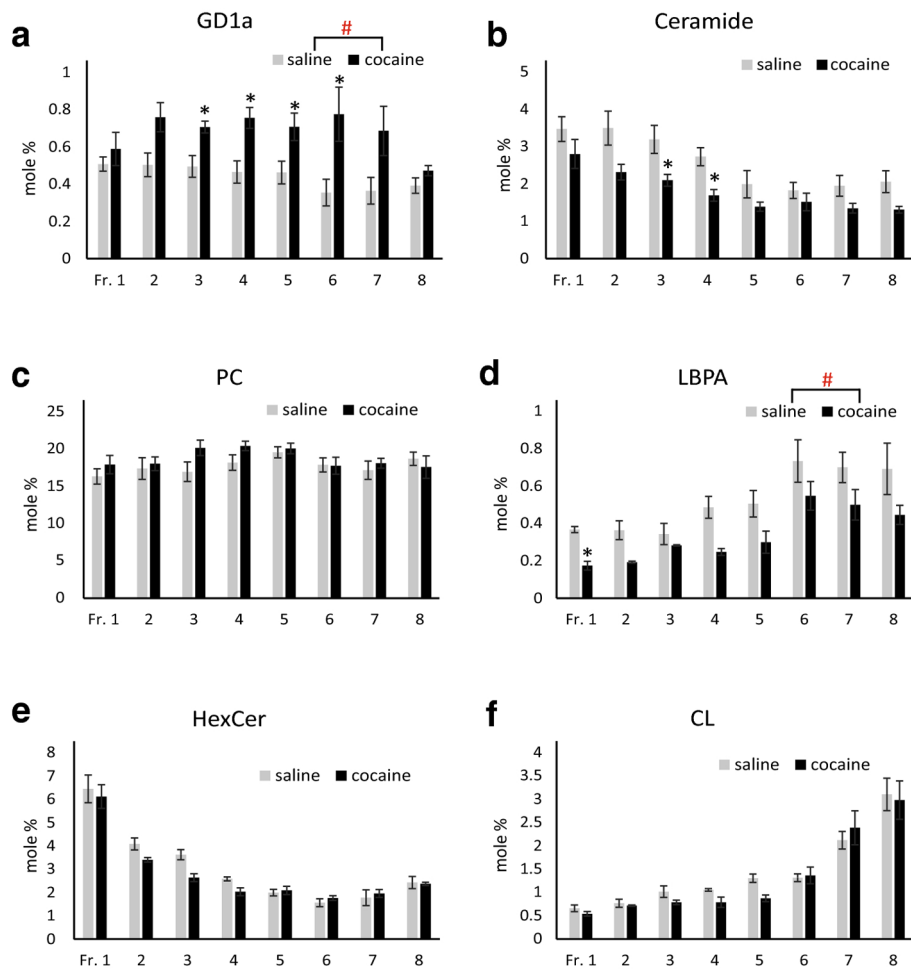 a
GD1a
#
saline cocaine
1
0.8
0.6
0.4
0.2
0
mole %
* * * *
Fr. 1 2 3 4 5 6 7 8
b
Ceramide
saline cocaine
5
4
3
2
1
0
mole %
* *
Fr. 1 2 3 4 5 6 7 8
c
PC
saline cocaine
25
20
15
10
5
0
mole %
Fr. 1 2 3 4 5 6 7 8
d
LBPA
#
saline cocaine
1
0.8
0.6
0.4
0.2
0
mole %
*
Fr. 1 2 3 4 5 6 7 8
e
HexCer
saline cocaine
8
7
6
5
4
3
2
1
0
mole %
Fr. 1 2 3 4 5 6 7 8
f
CL
saline cocaine
4
3.5
3
2.5
2
1.5
1
0.5
0
mole %
Fr. 1 2 3 4 5 6 7 8